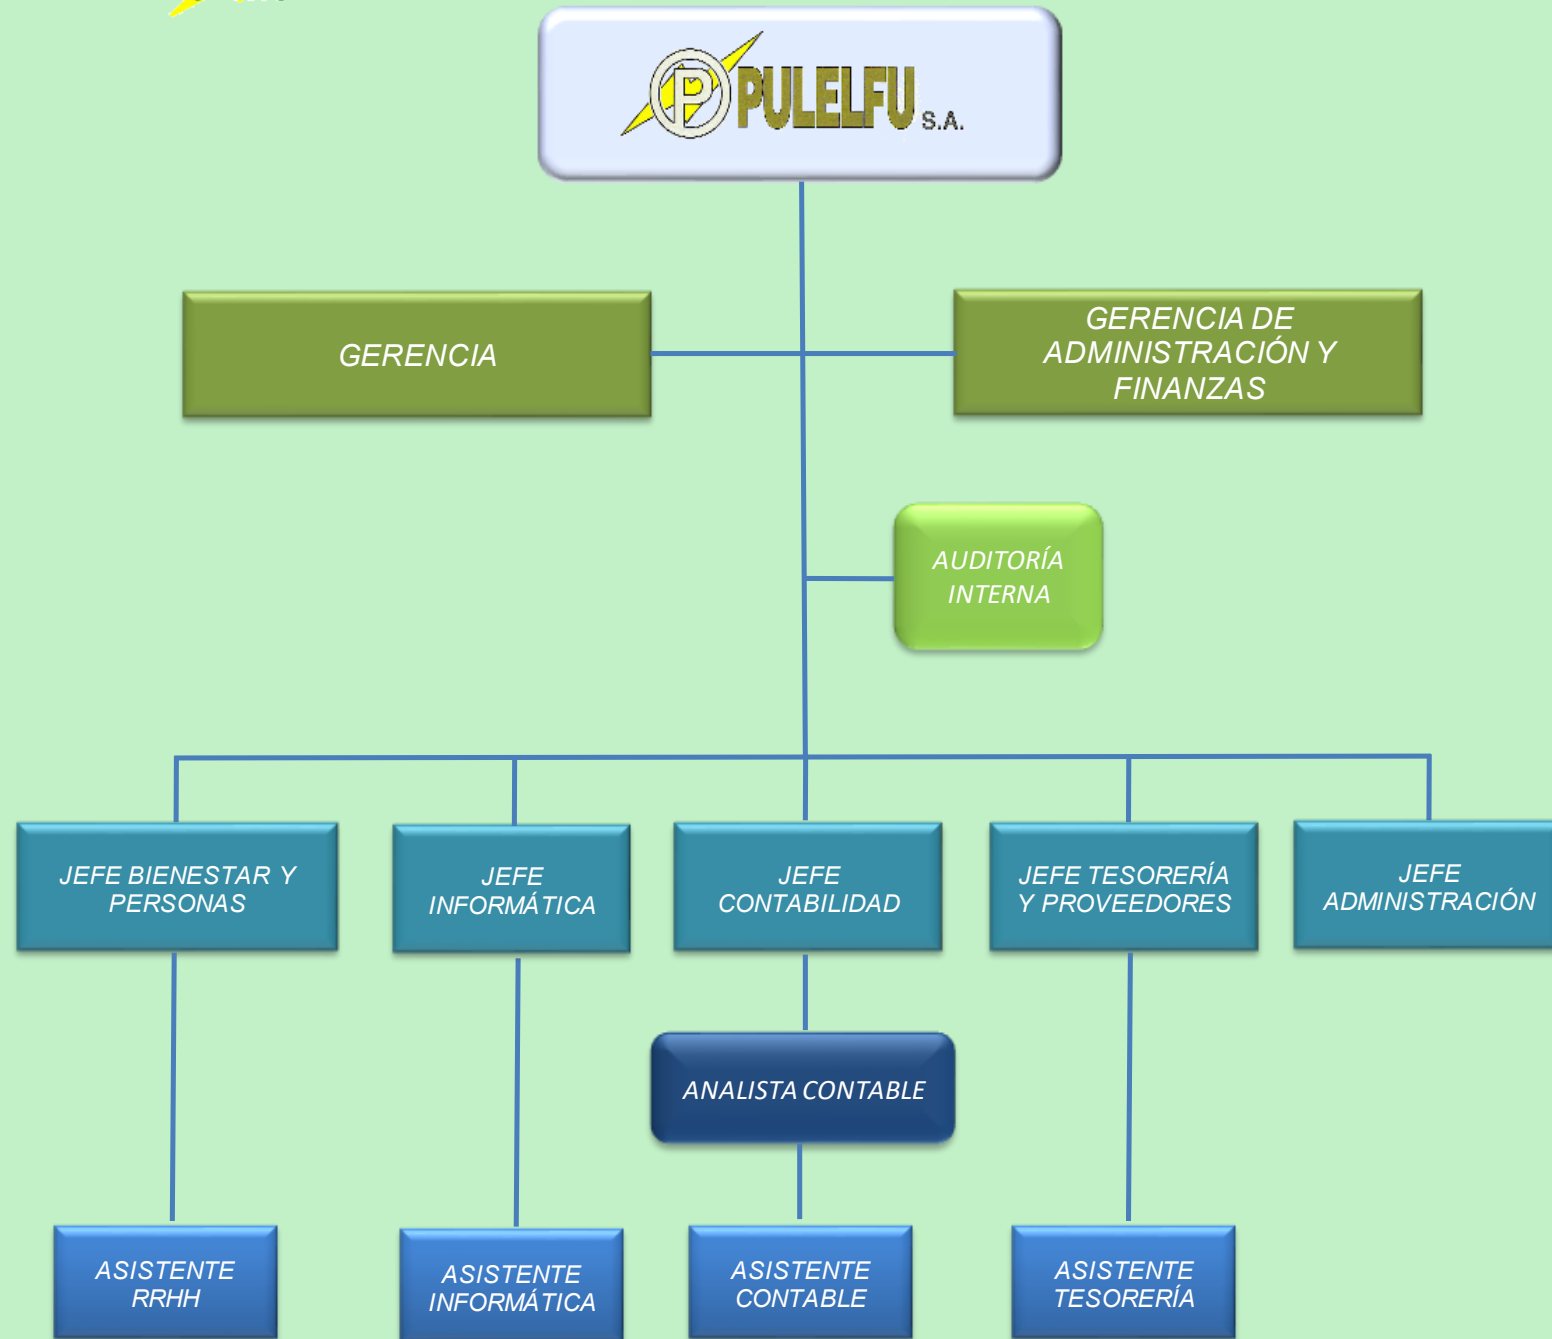 PULELFU S.A.
GERENCIA
GERENCIA DE
ADMINISTRACIÓN Y
FINANZAS
AUDITORÍA
INTERNA
JEFE BIENESTAR Y
PERSONAS
JEFE
INFORMÁTICA
JEFE
CONTABILIDAD
JEFE TESORERÍA
Y PROVEEDORES
JEFE
ADMINISTRACIÓN
ANALISTA CONTABLE
ASISTENTE
RRHH
ASISTENTE
INFORMÁTICA
ASISTENTE
CONTABLE
ASISTENTE
TESORERÍA